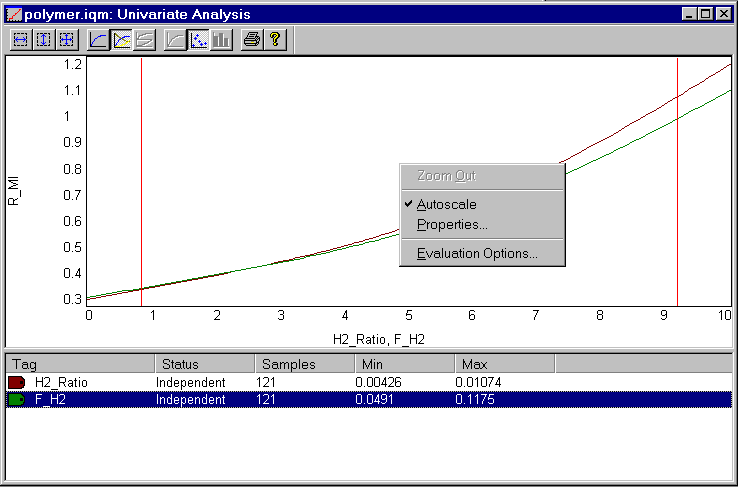 polymer.iqm: Univariate Analysis
1.2
1.1
1
0.9
0.8
0.7
0.6
0.5
0.4
0.3
R_MI
Zoom Out
Autoscale
Properties...
Evaluation Options...
0 1 2 3 4 5 6 7 8 9 10
H2_Ratio, F_H2
Tag Status Samples Min Max
H2_Ratio Independent 121 0.00426 0.01074
F_H2 Independent 121 0.0491 0.1175